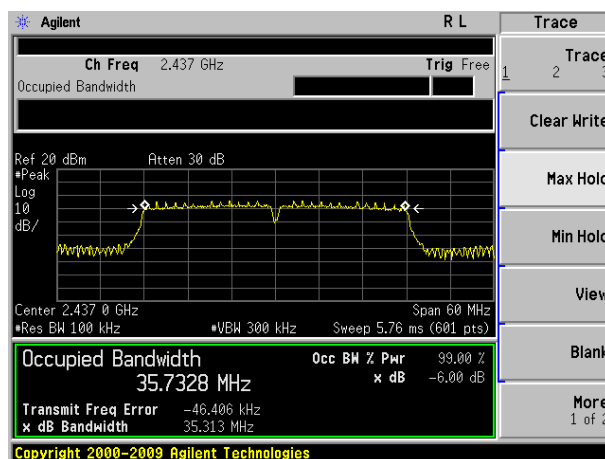 Agilent R L Trace
Ch Freq 2.437 GHz Trig Free
Occupied Bandwidth
Trace
1 2 3
Clear Write
Max Hold
Min Hold
View
Blank
More
1 of 2
Ref 20 dBm Atten 30 dB
#Peak
Log
10
dB/
Center 2.437 0 GHz Span 60 MHz
#Res BW 100 kHz #VBW 300 kHz Sweep 5.76 ms (601 pts)
Occupied Bandwidth Occ BW % Pwr 99.00 %
35.7328 MHz x dB -6.00 dB
Transmit Freq Error -46.406 kHz
x dB Bandwidth 35.313 MHz
Copyright 2000-2009 Agilent Technologies